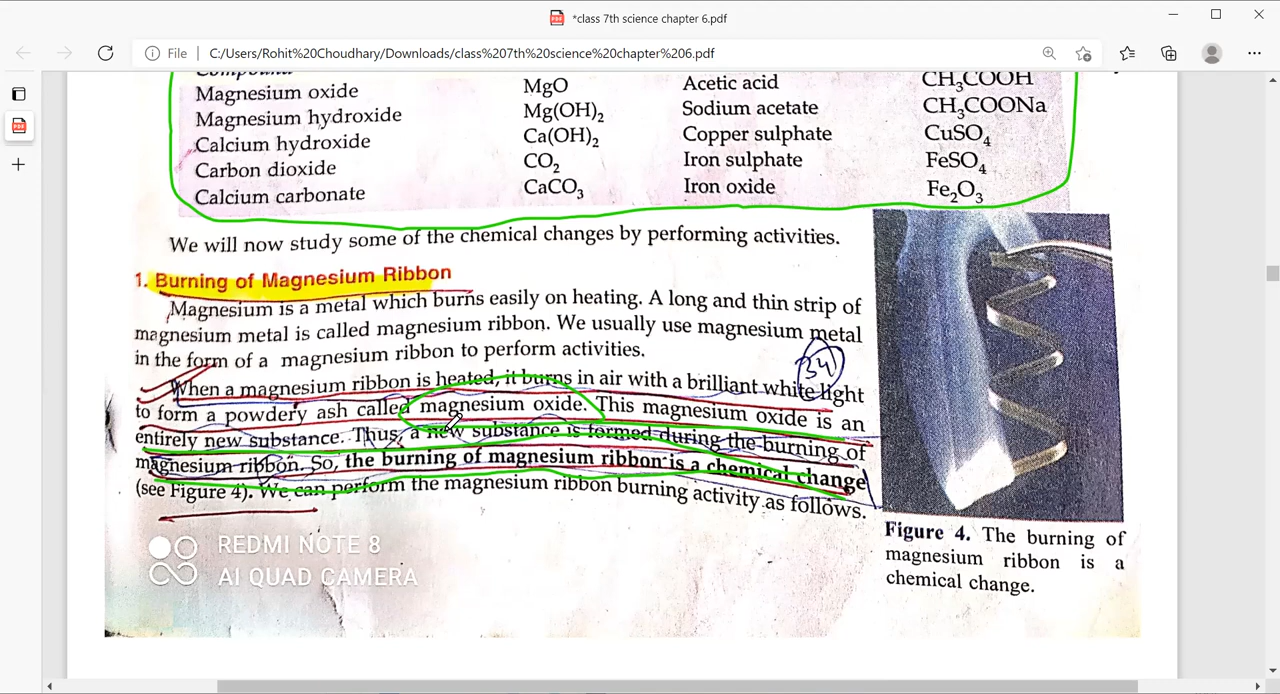 *class 7th science chapter 6.pdf
File C:/Users/Rohit%20Choudhary/Downloads/class%207th%20science%20chapter%206.pdf
Compound
Magnesium oxide MgO Acetic acid CH₃COOH
Magnesium hydroxide Mg(OH)₂ Sodium acetate CH₃COONa
Calcium hydroxide Ca(OH)₂ Copper sulphate CuSO₄
Carbon dioxide CO₂ Iron sulphate FeSO₄
Calcium carbonate CaCO₃ Iron oxide Fe₂O₃
We will now study some of the chemical changes by performing activities.
1. Burning of Magnesium Ribbon
Magnesium is a metal which burns easily on heating. A long and thin strip of
magnesium metal is called magnesium ribbon. We usually use magnesium metal
in the form of a magnesium ribbon to perform activities.
34
When a magnesium ribbon is heated, it burns in air with a brilliant white light
to form a powdery ash called magnesium oxide. This magnesium oxide is an
entirely new substance. Thus, a new substance is formed during the burning of
magnesium ribbon. So, the burning of magnesium ribbon is a chemical change
(see Figure 4). We can perform the magnesium ribbon burning activity as follows.
Figure 4. The burning of
magnesium ribbon is a
chemical change.
REDMI NOTE 8
AI QUAD CAMERA